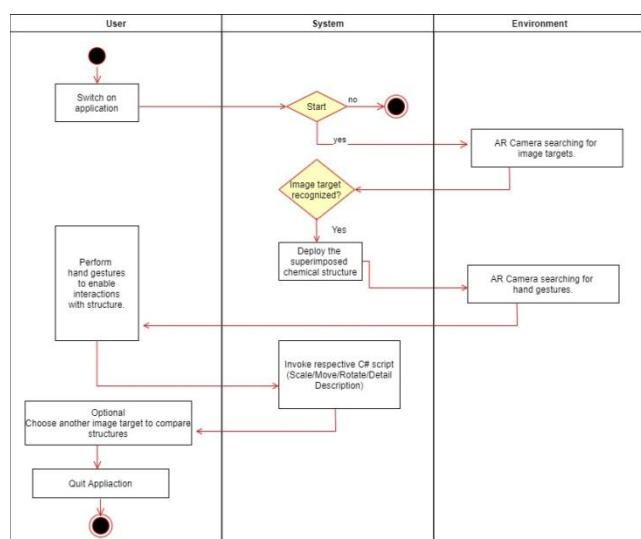 User
System
Environment
Switch on
application
Start
no
yes
AR Camera searching for
image targets.
Image target
recognized?
Yes
Deploy the
superimposed
chemical structure
AR Camera searching for
hand gestures.
Perform
hand gestures
to enable
interactions
with structure.
Invoke respective C# script
(Scale/Move/Rotate/Detail
Description)
Optional
Choose another image target to compare
structures
Quit Appliaction